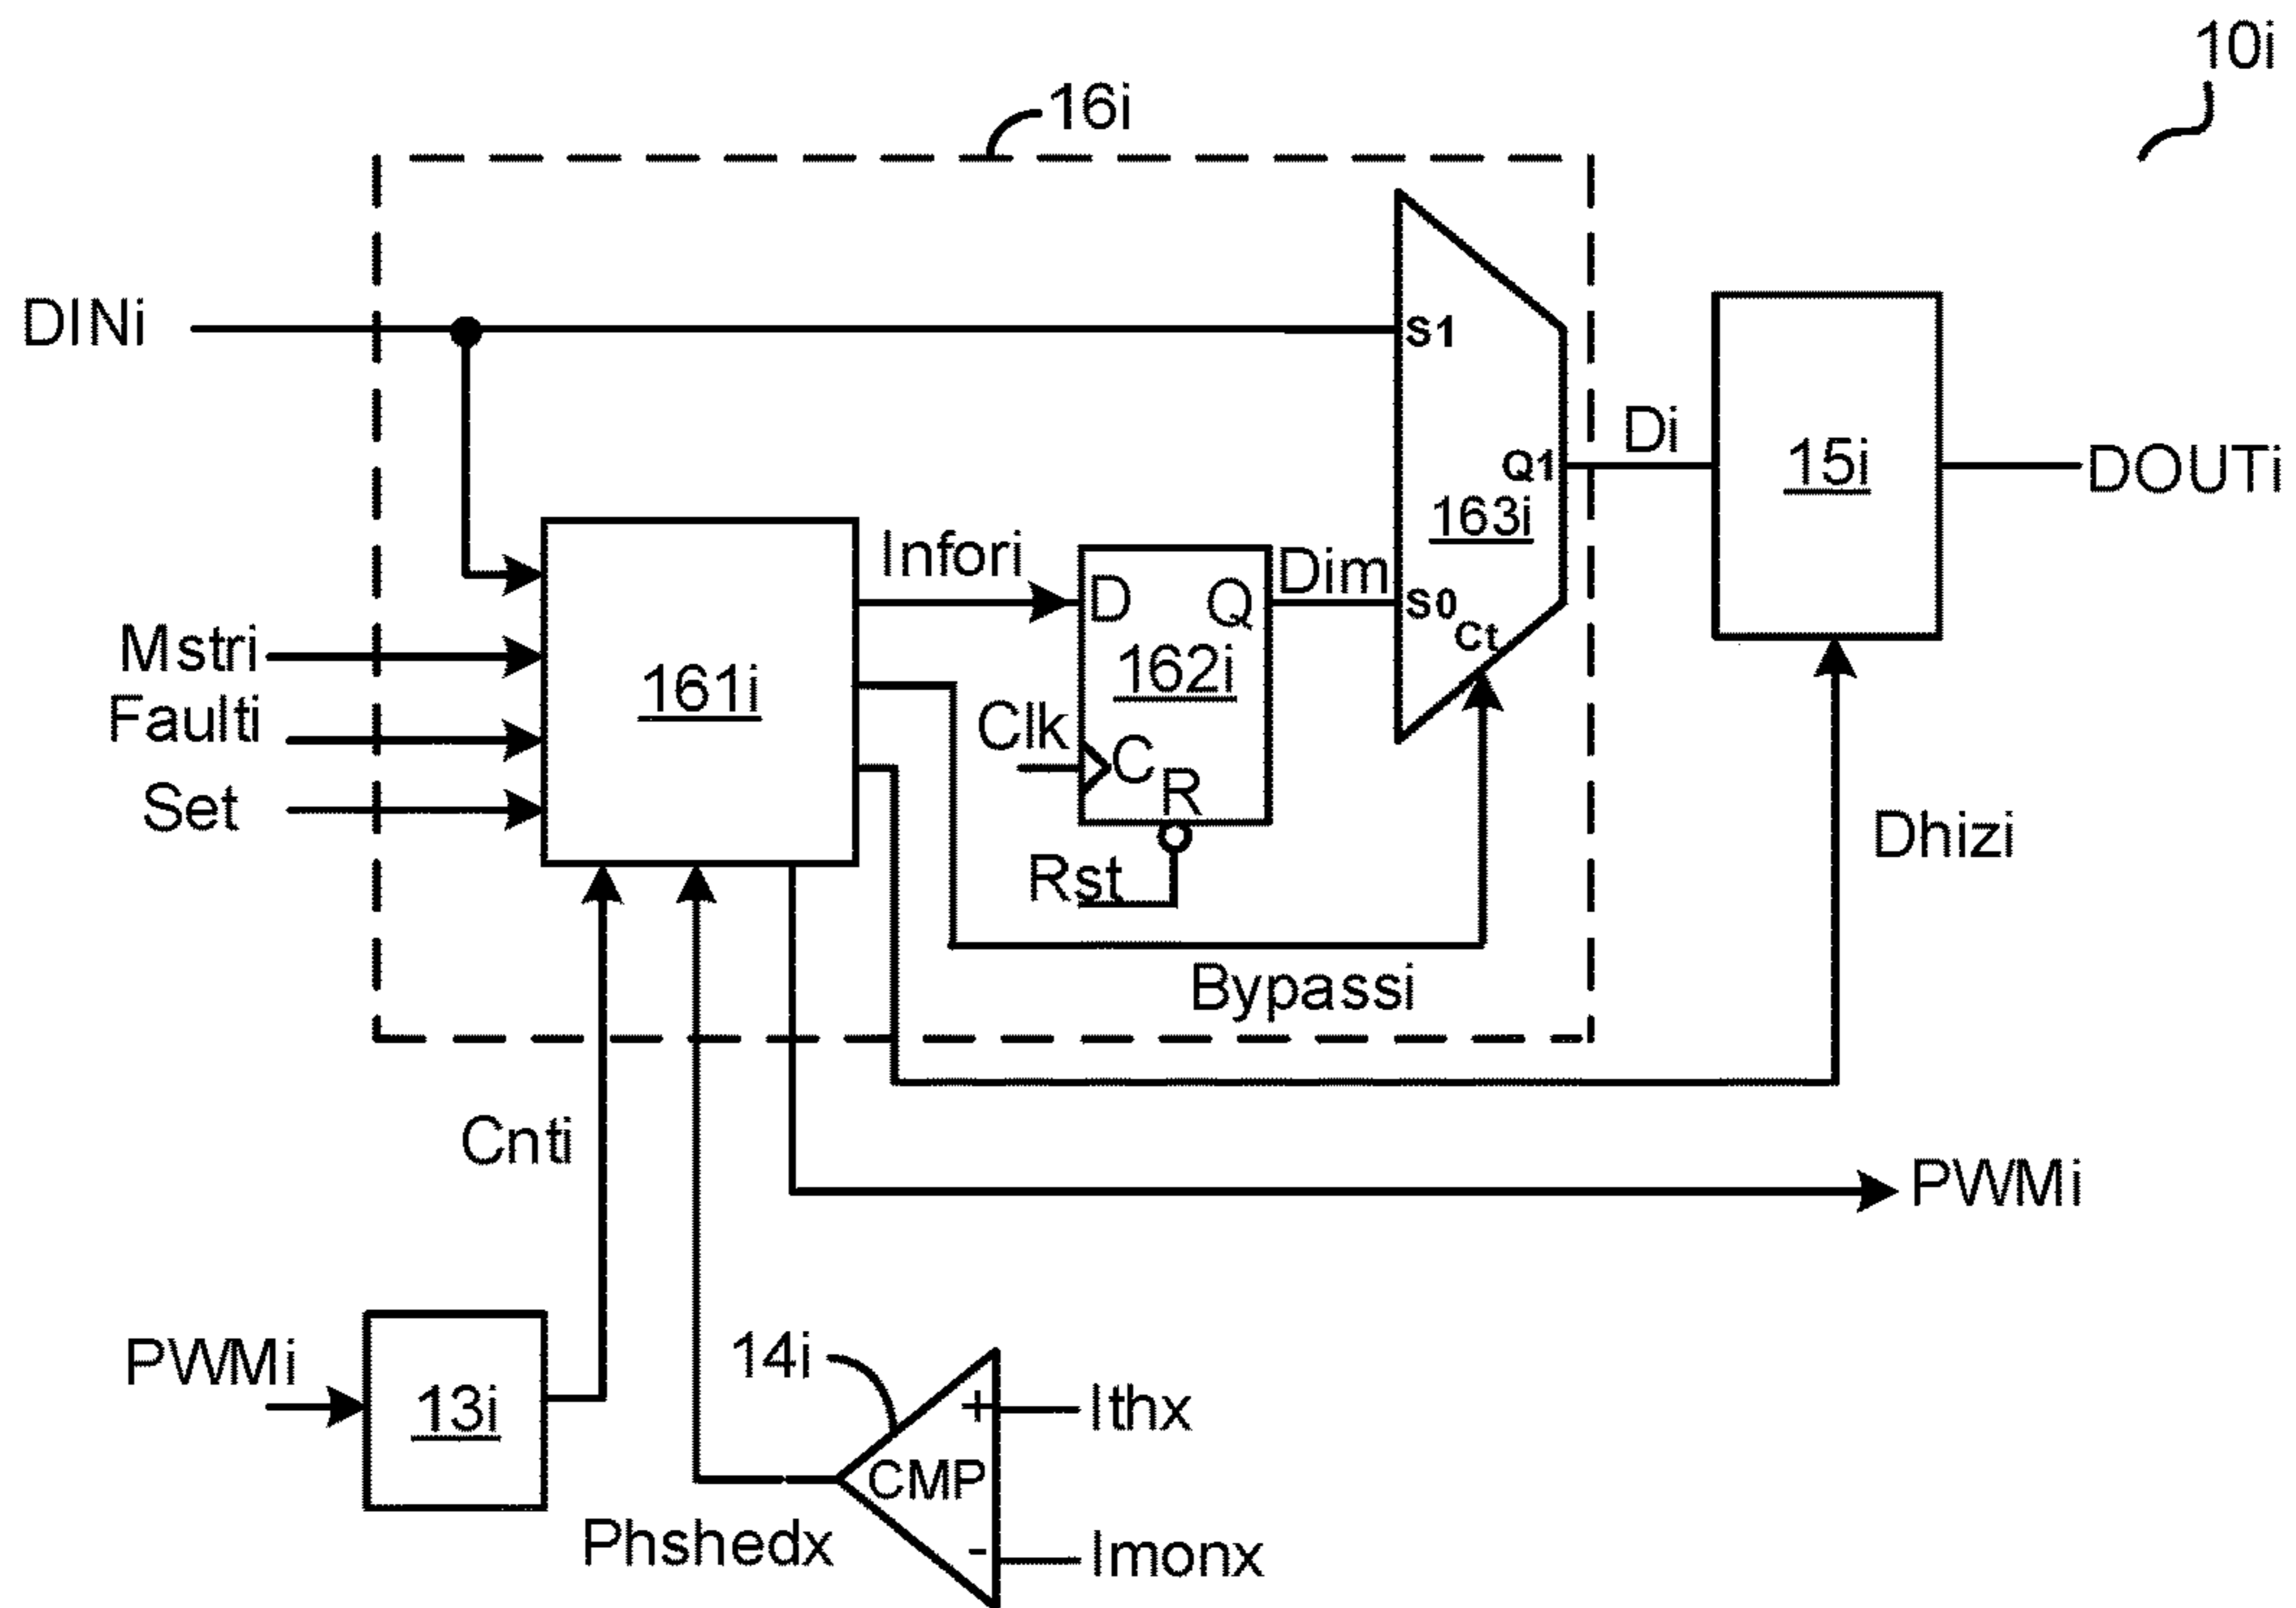 10i
16i
DINi
S1
Di
Q1
15i
DOUTi
163i
Infori
Dim
D
Q
S0
Ct
Mstri
161i
162i
Faulti
Clk
C
R
Set
Dhizi
Rst
Bypassi
Cnti
PWMi
PWMi
14i
13i
+
Ithx
CMP
Phshedx
-
Imonx